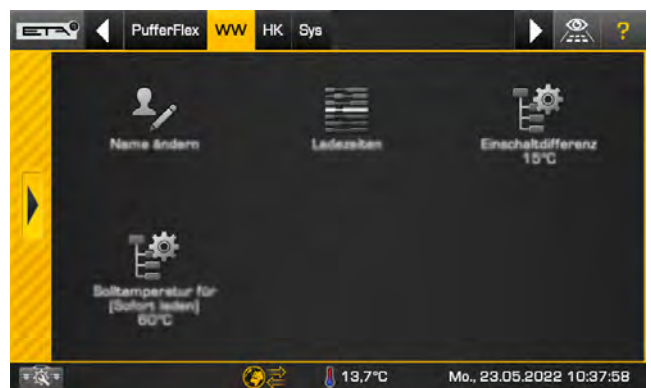 ETA
PufferFlex WW HK Sys ?
Name ändern
Ladezeiten
Einschaltdifferenz
15°C
Solltemperatur für
[Sofort laden]
60°C
13,7°C
Mo., 23.05.2022 10:37:58